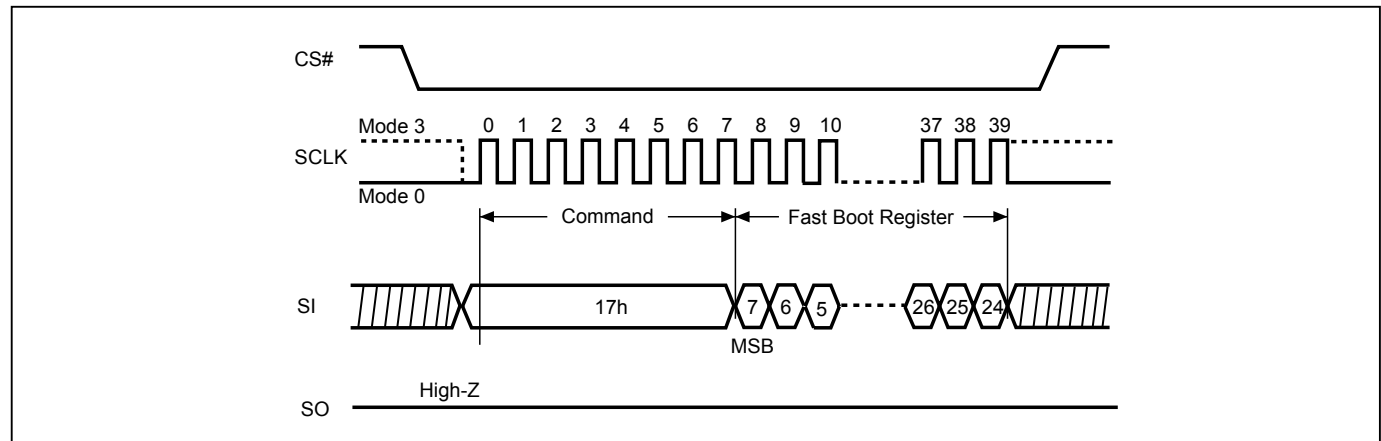 CS#
Mode 3 0 1 2 3 4 5 6 7 8 9 10 37 38 39
SCLK
Mode 0
Command Fast Boot Register
SI 17h 7 6 5 26 25 24
MSB
High-Z
SO